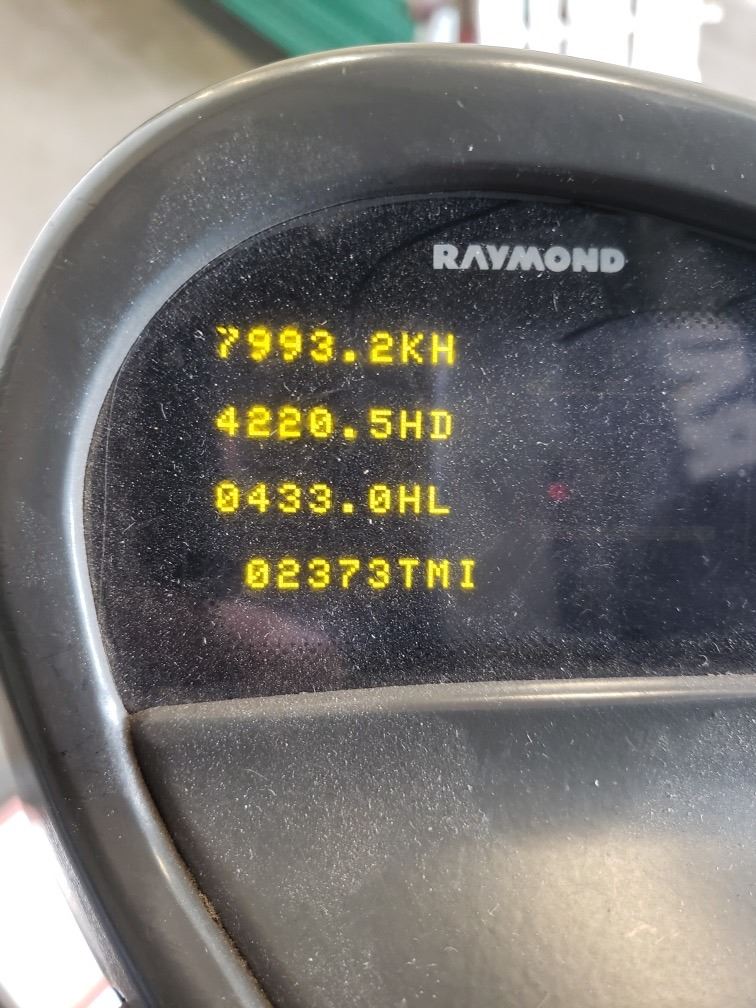 RAYMOND
7993.2KH
4220.5HD
0433.0HL
02373TMI